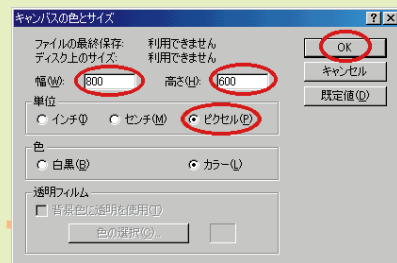 キャンバスの色とサイズ
ファイルの最終保存: 利用できません
ディスク上のサイズ: 利用できません
幅(W): 800 高さ(H): 600
単位
インチ(I) センチ(M) ピクセル(P)
色
白黒(B) カラー(L)
透明フィルム
背景色に透明を使用(T)
色の選択(C)...
OK
キャンセル
既定値(D)